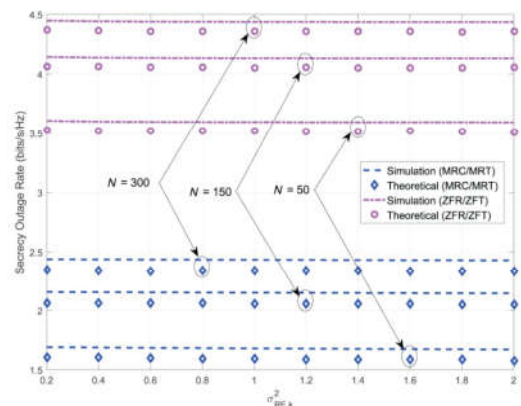 4.5
4
3.5
3
2.5
2
1.5
Secrecy Outage Rate (bits/s/Hz)
N = 300
N = 150
N = 50
Simulation (MRC/MRT)
Theoretical (MRC/MRT)
Simulation (ZFR/ZFT)
Theoretical (ZFR/ZFT)
0.2 0.4 0.6 0.8 1 1.2 1.4 1.6 1.8 2